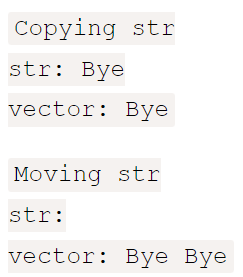 Copying str
str: Bye
vector: Bye
Moving str
str:
vector: Bye Bye